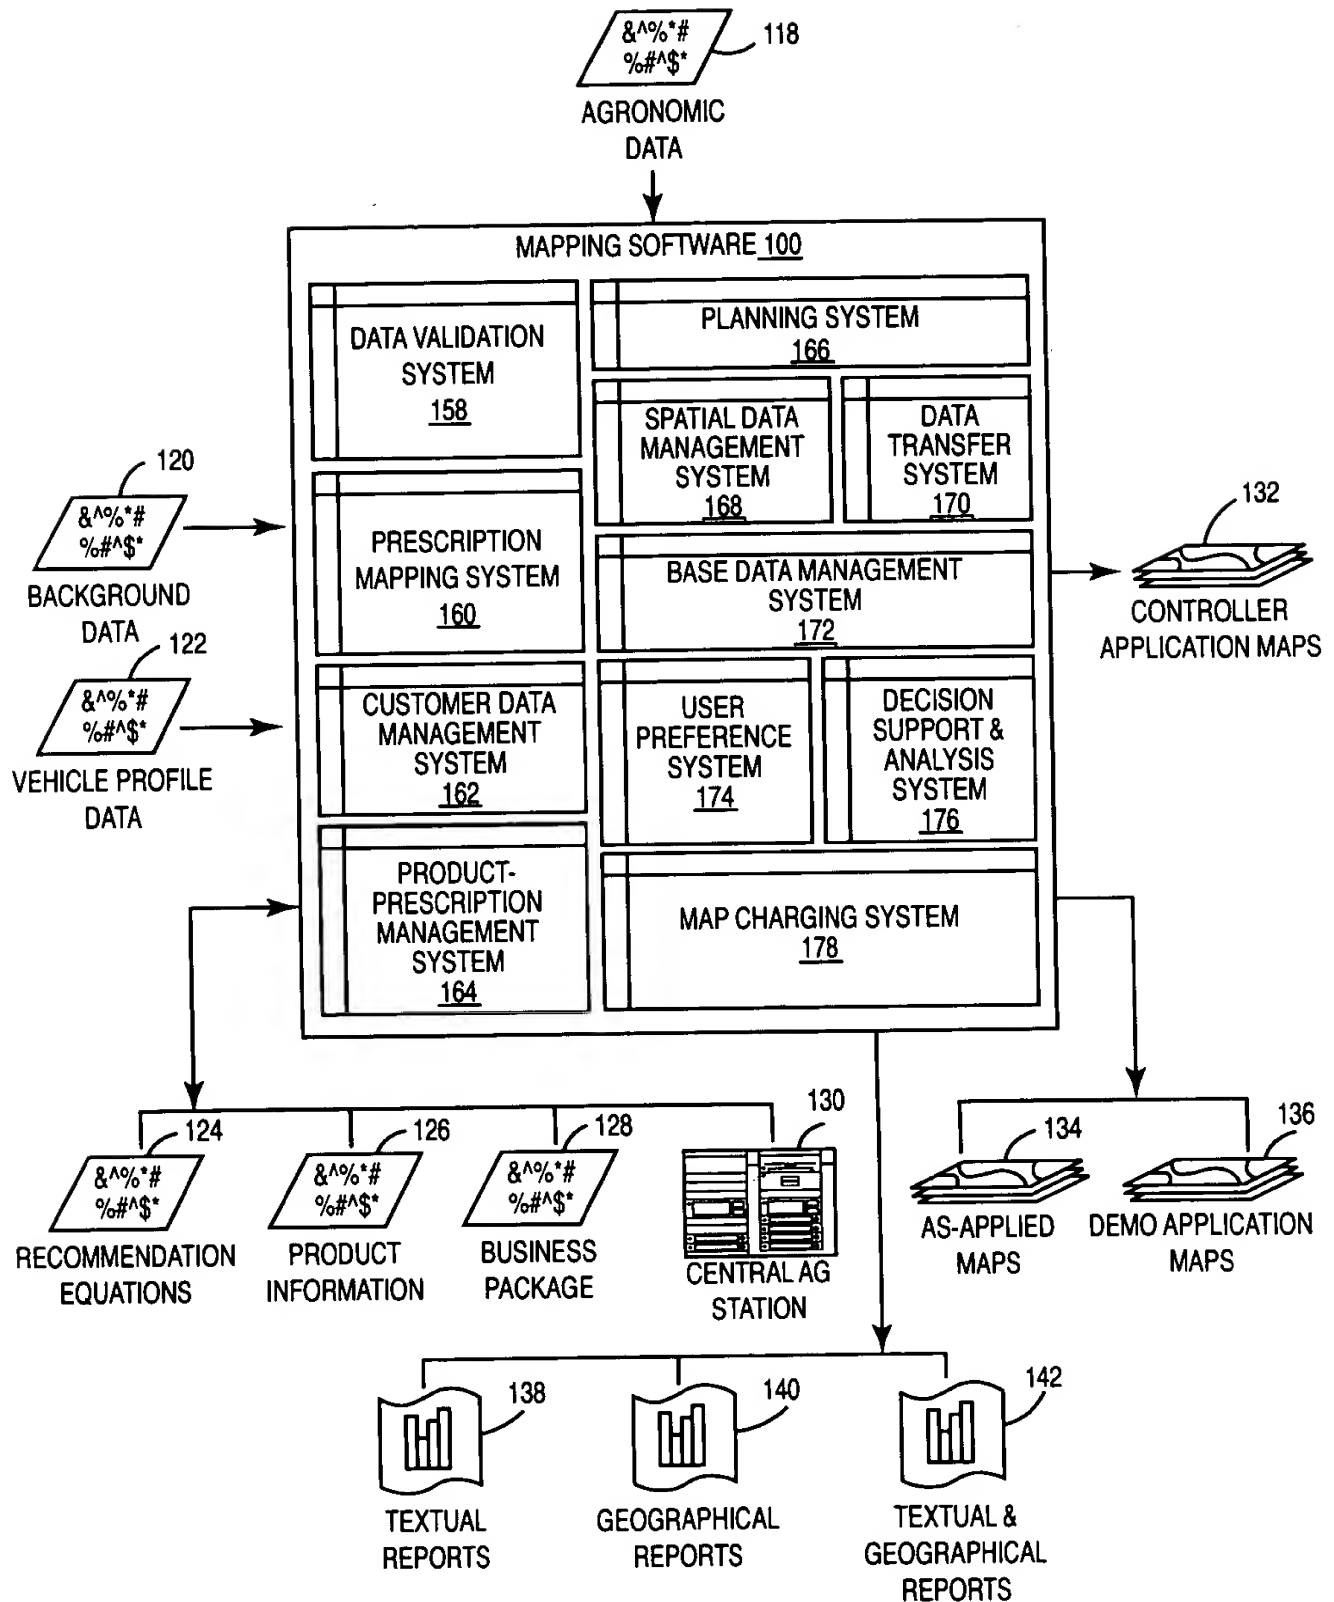 &^%*#
%#^$*
118
AGRONOMIC
DATA
MAPPING SOFTWARE 100
DATA VALIDATION
SYSTEM
158
PLANNING SYSTEM
166
SPATIAL DATA
MANAGEMENT
SYSTEM
168
DATA
TRANSFER
SYSTEM
170
120
&^%*#
%#^$*
BACKGROUND
DATA
PRESCRIPTION
MAPPING SYSTEM
160
BASE DATA MANAGEMENT
SYSTEM
172
132
CONTROLLER
APPLICATION MAPS
122
&^%*#
%#^$*
VEHICLE PROFILE
DATA
CUSTOMER DATA
MANAGEMENT
SYSTEM
162
USER
PREFERENCE
SYSTEM
174
DECISION
SUPPORT &
ANALYSIS
SYSTEM
176
PRODUCT-
PRESCRIPTION
MANAGEMENT
SYSTEM
164
MAP CHARGING SYSTEM
178
124
&^%*#
%#^$*
RECOMMENDATION
EQUATIONS
126
&^%*#
%#^$*
PRODUCT
INFORMATION
128
&^%*#
%#^$*
BUSINESS
PACKAGE
130
CENTRAL AG
STATION
134
AS-APPLIED
MAPS
136
DEMO APPLICATION
MAPS
138
TEXTUAL
REPORTS
140
GEOGRAPHICAL
REPORTS
142
TEXTUAL &
GEOGRAPHICAL
REPORTS